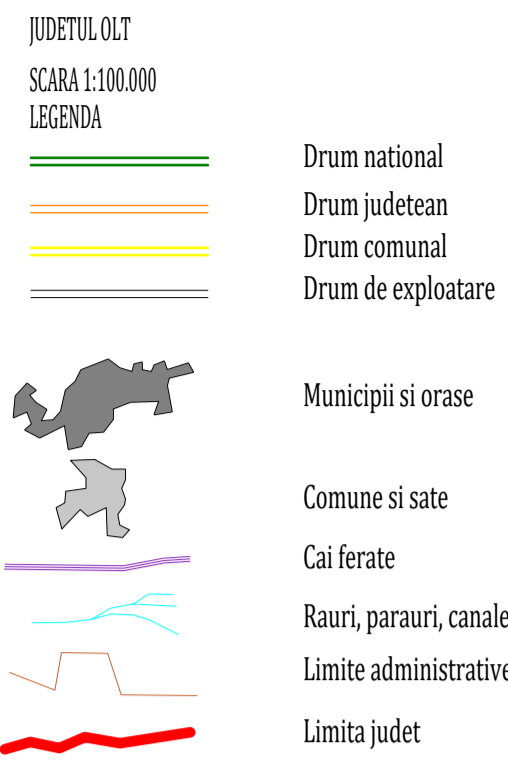 JUDETUL OLT
SCARA 1:100.000
LEGENDA
Drum national
Drum judetean
Drum comunal
Drum de exploatare
Municipii si orase
Comune si sate
Cai ferate
Rauri, parauri, canale
Limite administrative
Limita judet